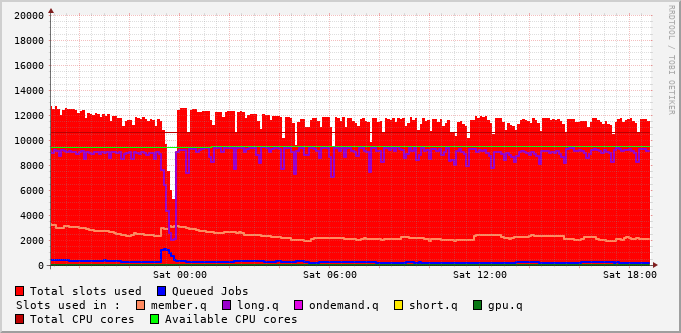 20000
18000
16000
14000
12000
10000
8000
6000
4000
2000
0
Sat 00:00 Sat 06:00 Sat 12:00 Sat 18:00
Total slots used Queued Jobs
Slots used in : member.q long.q ondemand.q short.q gpu.q
Total CPU cores Available CPU cores
RRDTOOL / TOBI OETIKER